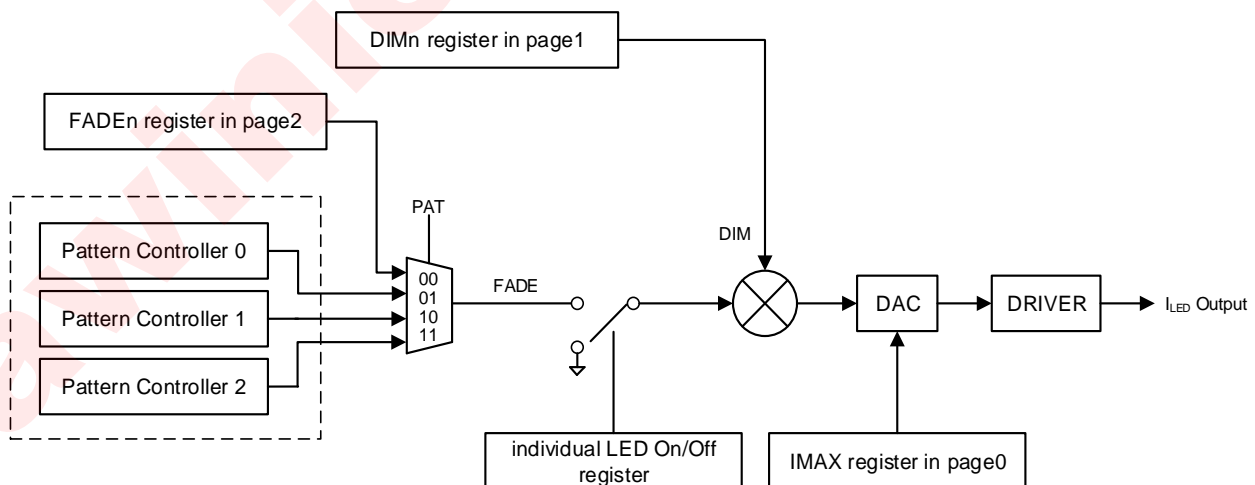 DIMn register in page1
FADEn register in page2
PAT
Pattern Controller 0
Pattern Controller 1
Pattern Controller 2
00
01
10
11
FADE
DIM
DAC
DRIVER
ILED Output
individual LED On/Off
register
IMAX register in page0
awinic